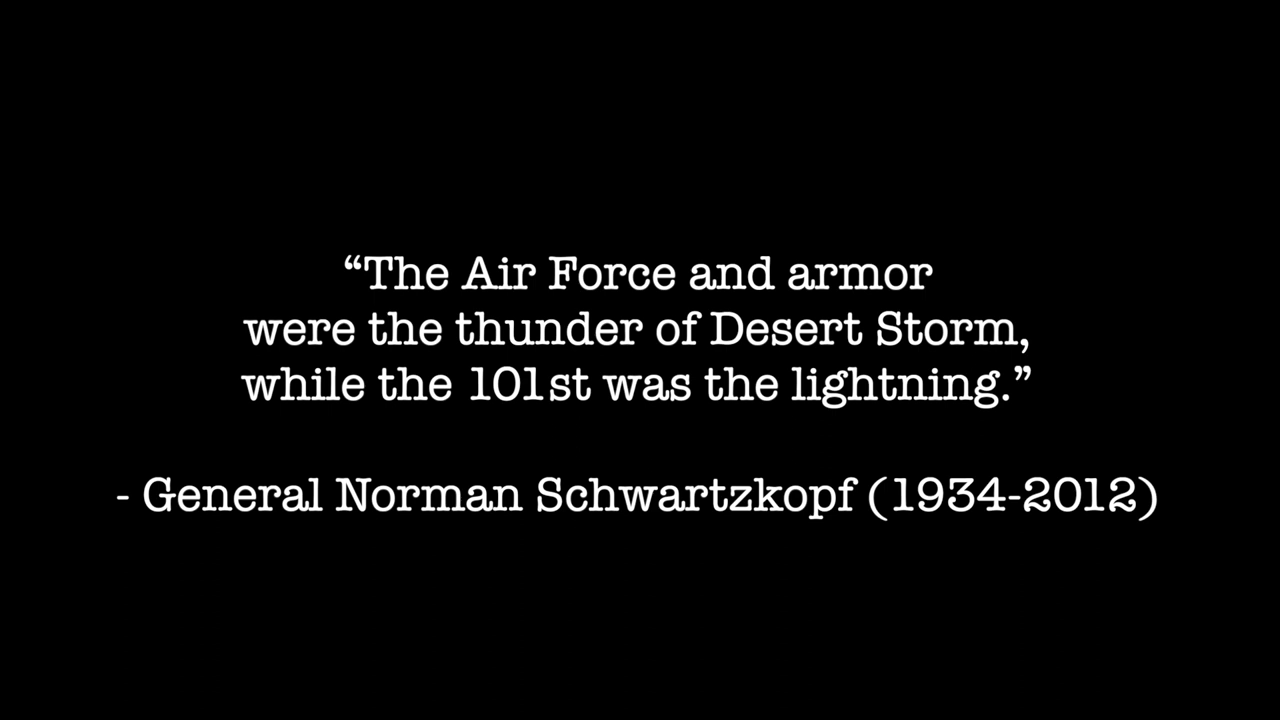 “The Air Force and armor
were the thunder of Desert Storm,
while the 101st was the lightning.”
- General Norman Schwartzkopf (1934-2012)